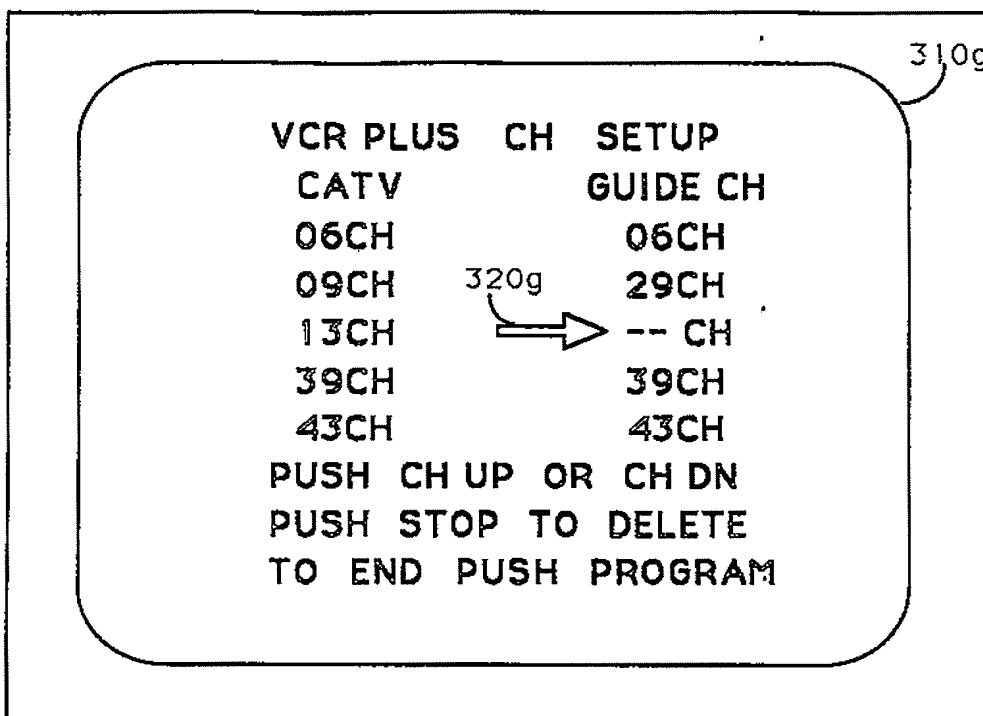 310g
VCR PLUS CH SETUP
CATV GUIDE CH
06CH 06CH
09CH 320g 29CH
13CH -- CH
39CH 39CH
43CH 43CH
PUSH CH UP OR CH DN
PUSH STOP TO DELETE
TO END PUSH PROGRAM